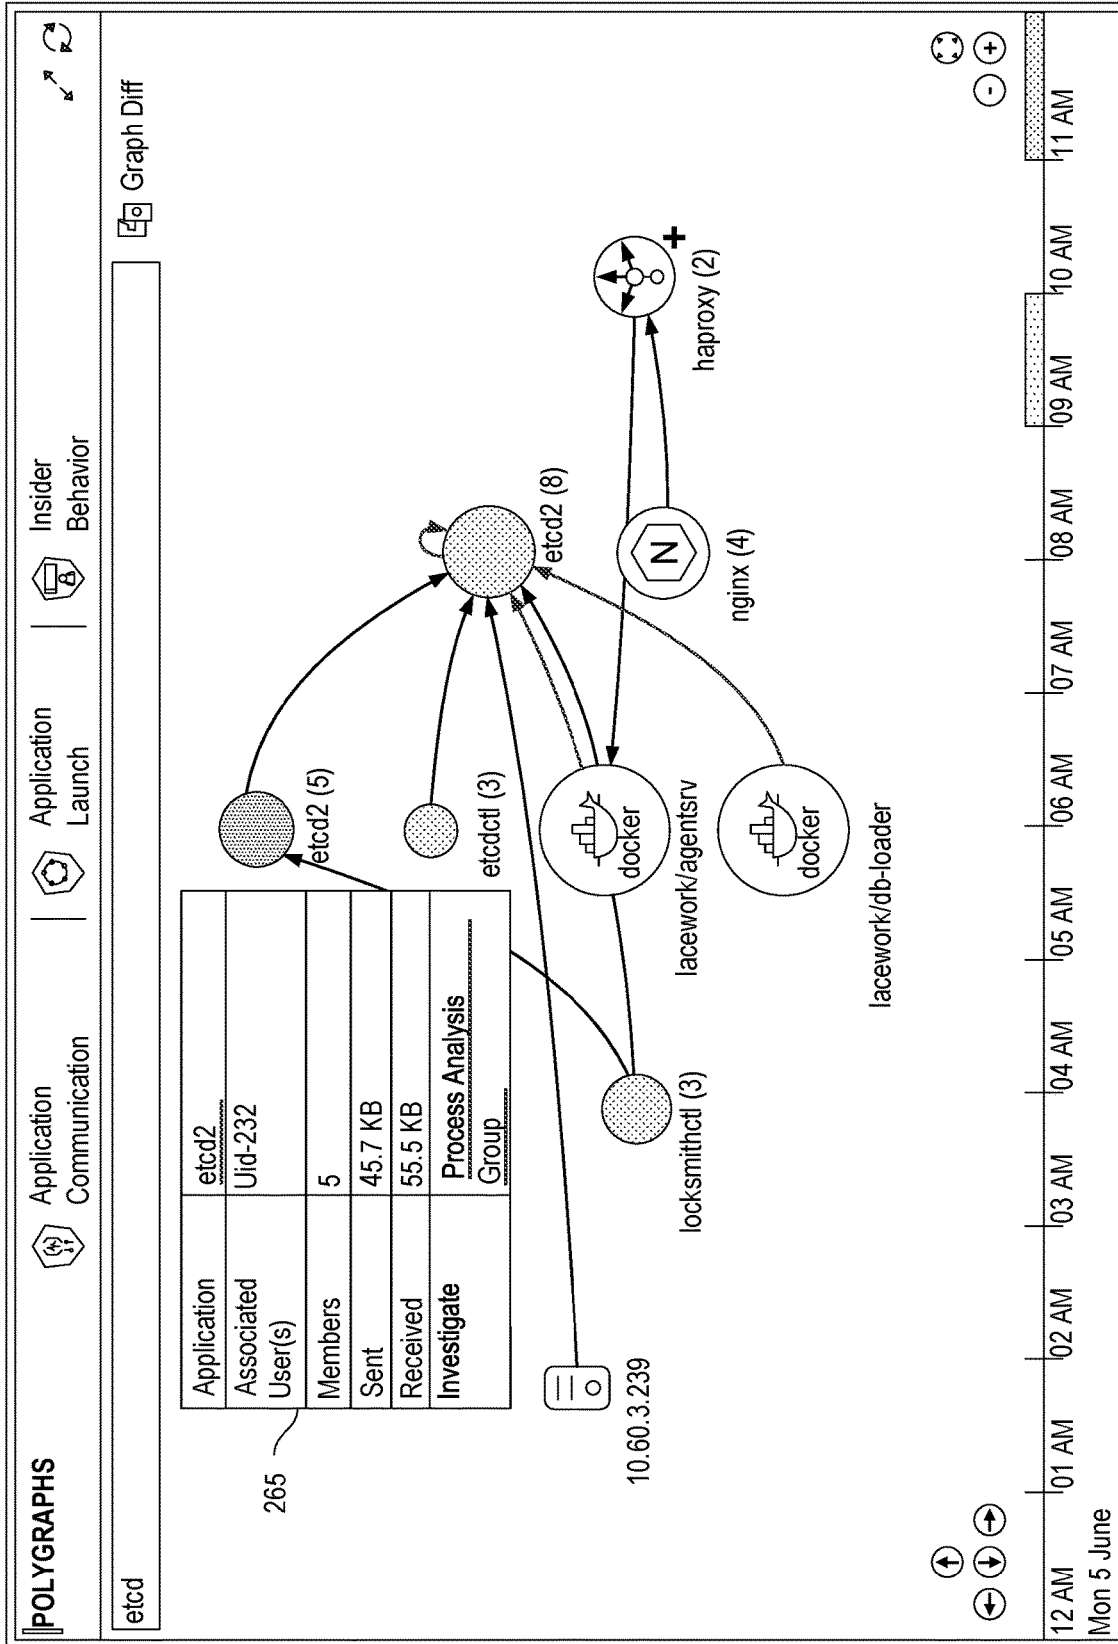 POLYGRAPHS
Application
Communication
Application
Launch
Insider
Behavior
etcd
Graph Diff
265
Application etcd2
Associated Uid-232
User(s)
Members 5
Sent 45.7 KB
Received 55.5 KB
Investigate Process Analysis
Group
etcd2 (5)
etcdctl (3)
etcd2 (8)
docker
lacework/agentsrv
10.60.3.239
locksmithctl (3)
N
nginx (4)
+
haproxy (2)
docker
lacework/db-loader
- +
12 AM 01 AM 02 AM 03 AM 04 AM 05 AM 06 AM 07 AM 08 AM 09 AM 10 AM 11 AM
Mon 5 June